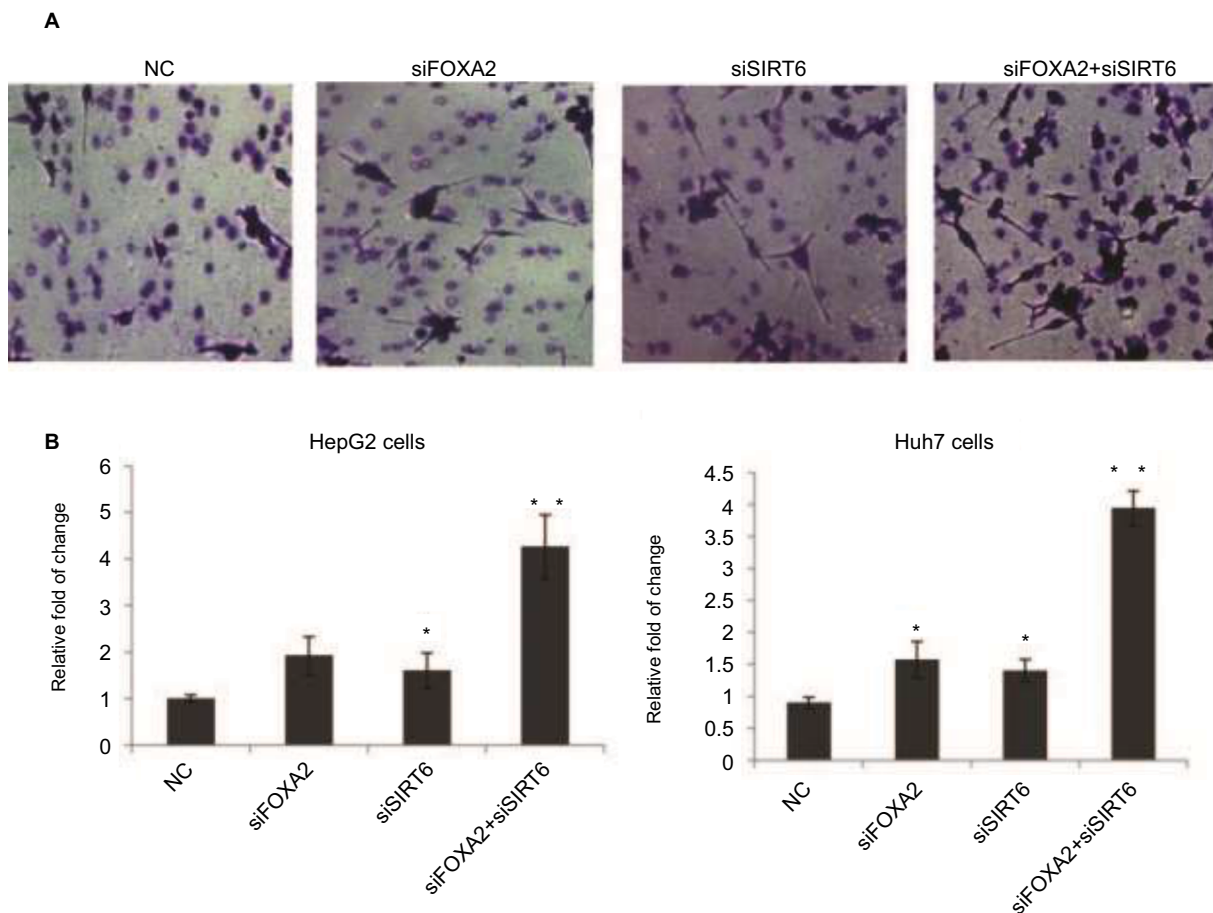 A
NC
siFOXA2
siSIRT6
siFOXA2+siSIRT6
B
HepG2 cells
Relative fold of change
6
5
4
3
2
1
0
* *
*
NC
siFOXA2
siSIRT6
siFOXA2+siSIRT6
Huh7 cells
Relative fold of change
4.5
4
3.5
3
2.5
2
1.5
1
0.5
0
* *
*
*
NC
siFOXA2
siSIRT6
siFOXA2+siSIRT6